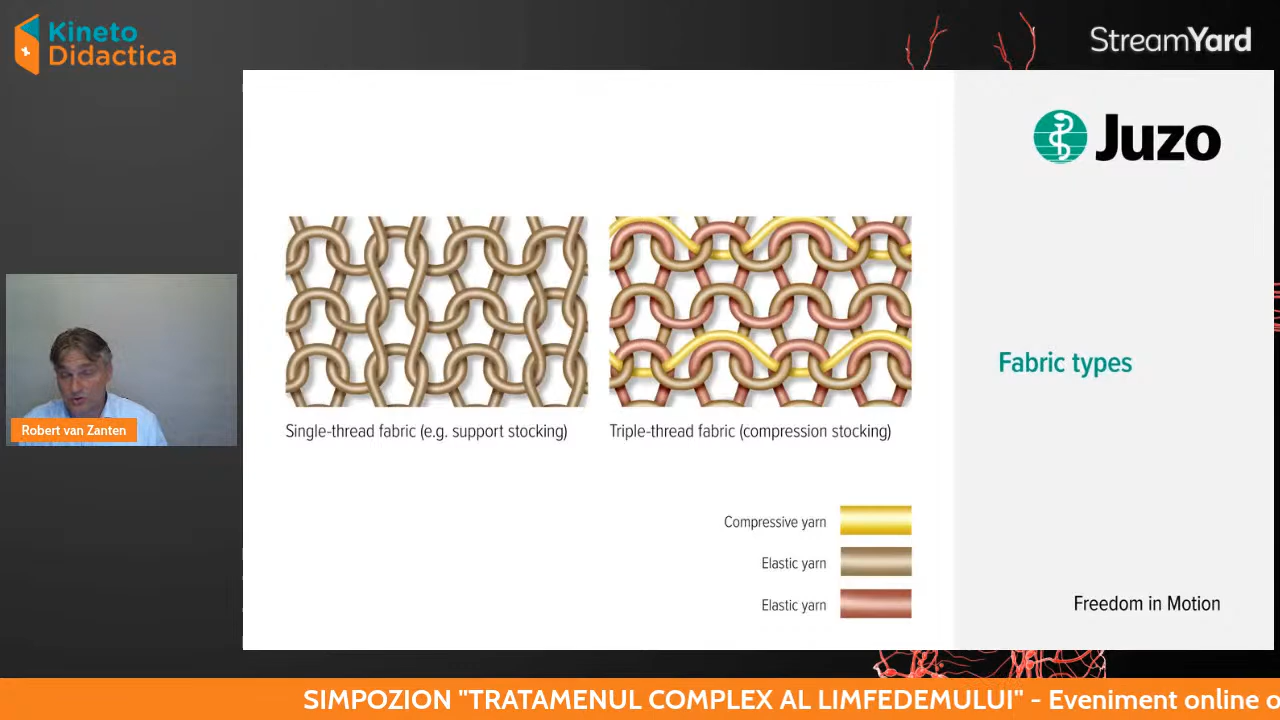 Kineto
Didactica
StreamYard
Juzo
Fabric types
Single-thread fabric (e.g. support stocking)
Triple-thread fabric (compression stocking)
Robert van Zanten
Compressive yarn
Elastic yarn
Elastic yarn
Freedom in Motion
SIMPOZION "TRATAMENUL COMPLEX AL LIMFEDEMULUI" - Eveniment online o